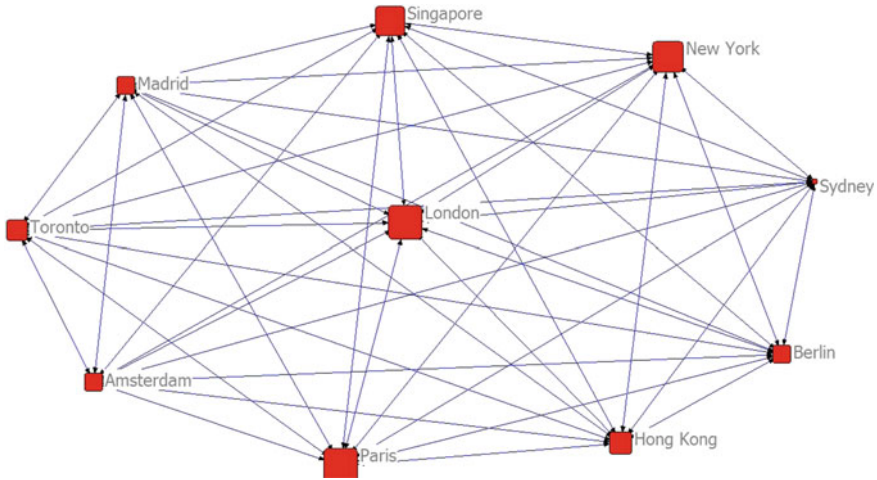 Singapore
New York
Madrid
Sydney
London
Toronto
Berlin
Amsterdam
Hong Kong
Paris